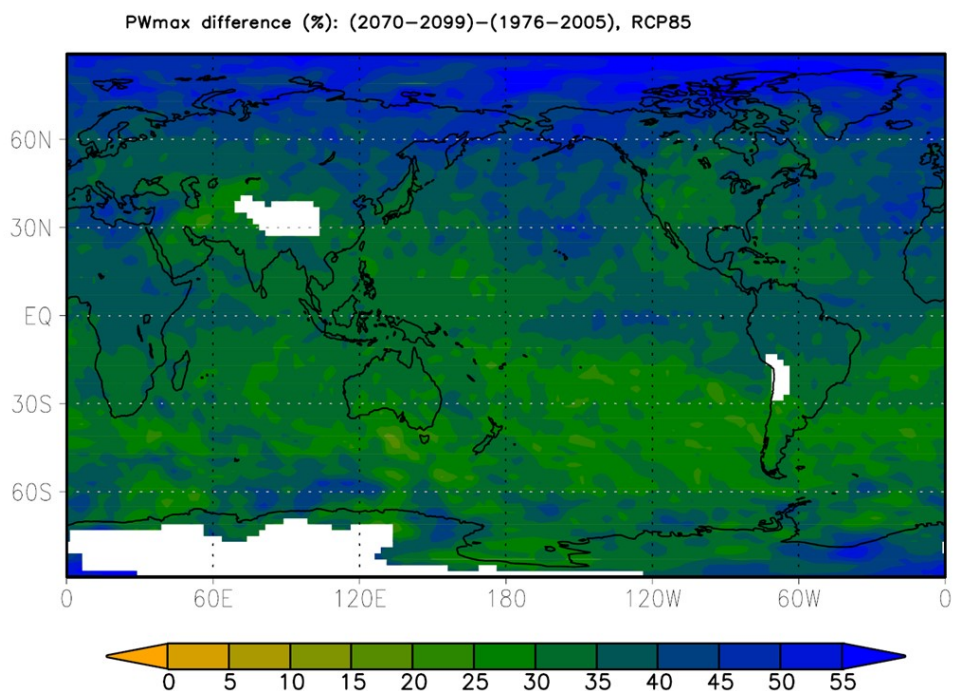 PWmax difference (%): (2070−2099)−(1976−2005), RCP85
60N
30N
EQ
30S
60S
0 60E 120E 180 120W 60W 0
0 5 10 15 20 25 30 35 40 45 50 55